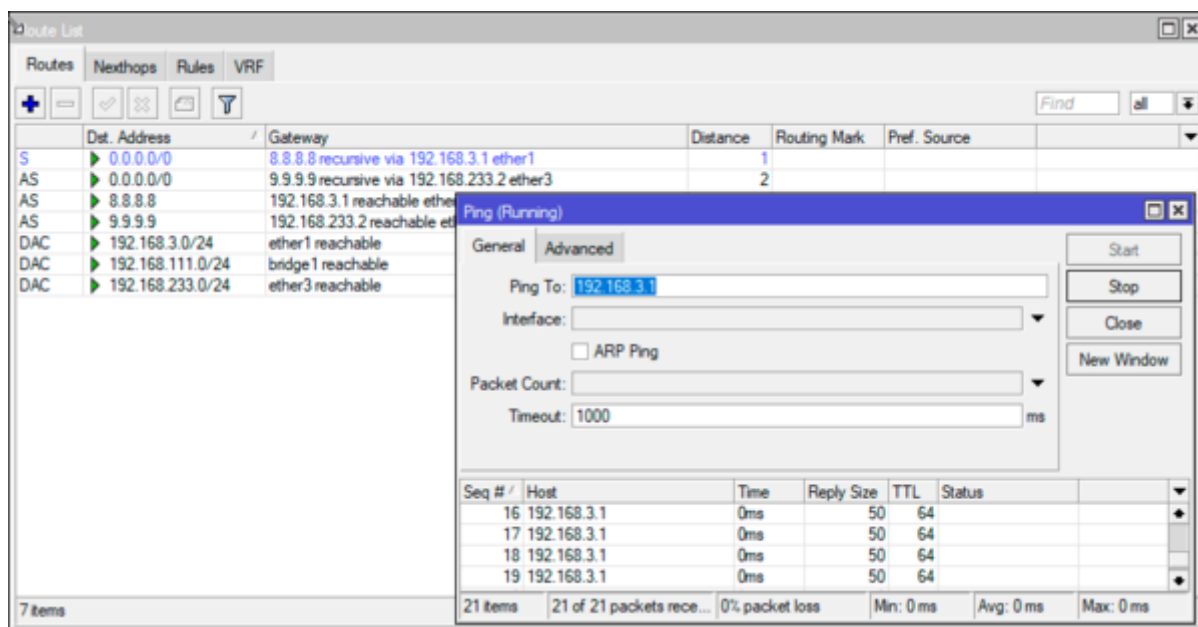 Route List
Routes Nexthops Rules VRF
Find all
Dst. Address Gateway Distance Routing Mark Pref. Source
S 0.0.0.0/0 8.8.8.8 recursive via 192.168.3.1 ether1 1
AS 0.0.0.0/0 9.9.9.9 recursive via 192.168.233.2 ether3 2
AS 8.8.8.8 192.168.3.1 reachable ethe
AS 9.9.9.9 192.168.233.2 reachable et
DAC 192.168.3.0/24 ether1 reachable
DAC 192.168.111.0/24 bridge1 reachable
DAC 192.168.233.0/24 ether3 reachable
7 items
Ping (Running)
General Advanced
Ping To: 192.168.3.1
Interface:
ARP Ping
Packet Count:
Timeout: 1000 ms
Start
Stop
Close
New Window
Seq # Host Time Reply Size TTL Status
16 192.168.3.1 0ms 50 64
17 192.168.3.1 0ms 50 64
18 192.168.3.1 0ms 50 64
19 192.168.3.1 0ms 50 64
21 items 21 of 21 packets rece... 0% packet loss Min: 0 ms Avg: 0 ms Max: 0 ms